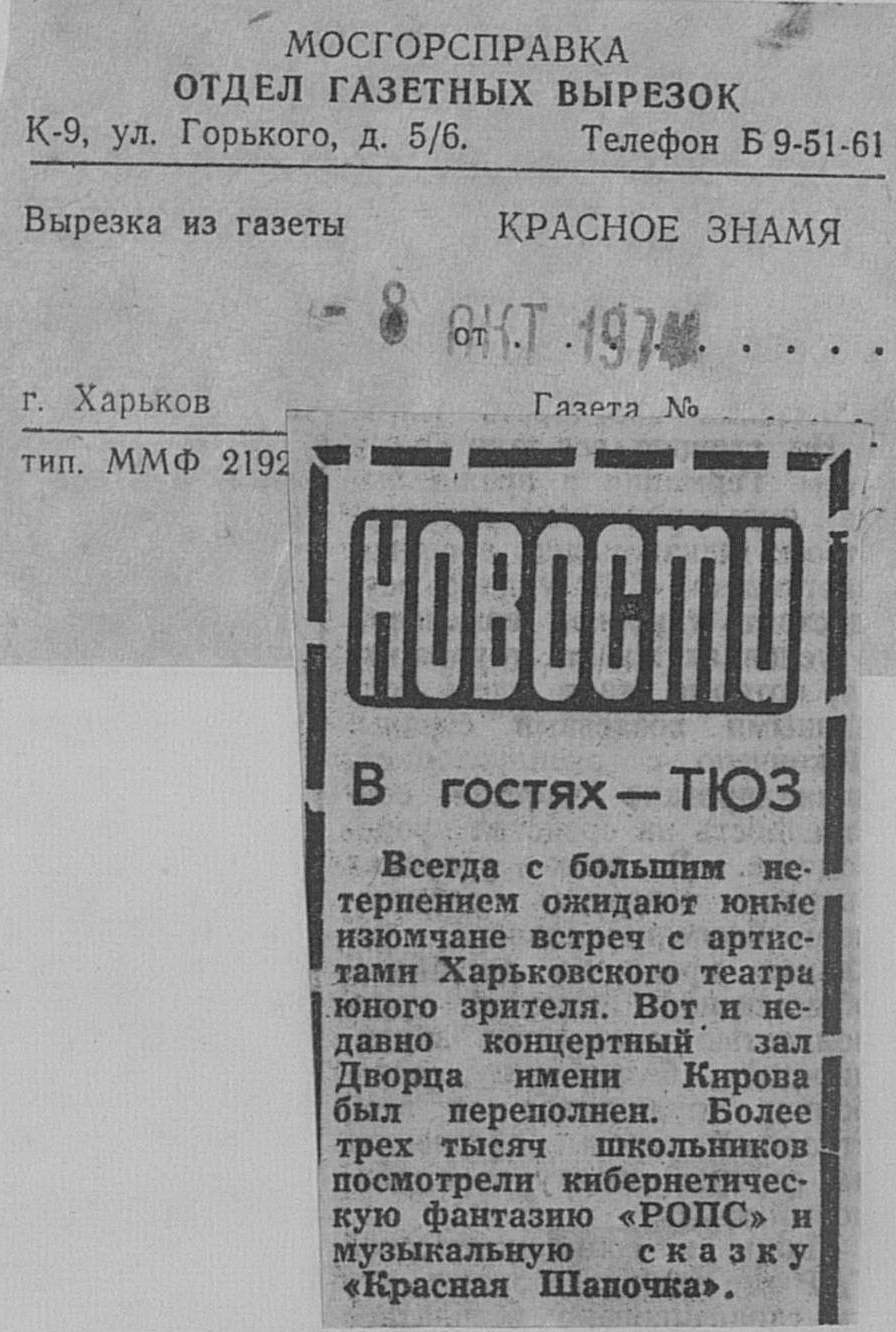 МОСГОРСПРАВКА
ОТДЕЛ ГАЗЕТНЫХ ВЫРЕЗОК
К-9, ул. Горького, д. 5/6. Телефон Б 9-51-61
Вырезка из газеты КРАСНОЕ ЗНАМЯ
- 8 ОКТ 197
от . . . . . . . . . .
г. Харьков Газета № . . . .
тип. ММФ 2192
НОВОСТИ
В гостях — ТЮЗ
Всегда с большим не-
терпением ожидают юные
изюмчане встреч с артис-
тами Харьковского театра
юного зрителя. Вот и не-
давно концертный зал
Дворца имени Кирова
был переполнен. Более
трех тысяч школьников
посмотрели кибернетичес-
кую фантазию «РОПС» и
музыкальную сказку
«Красная Шапочка».